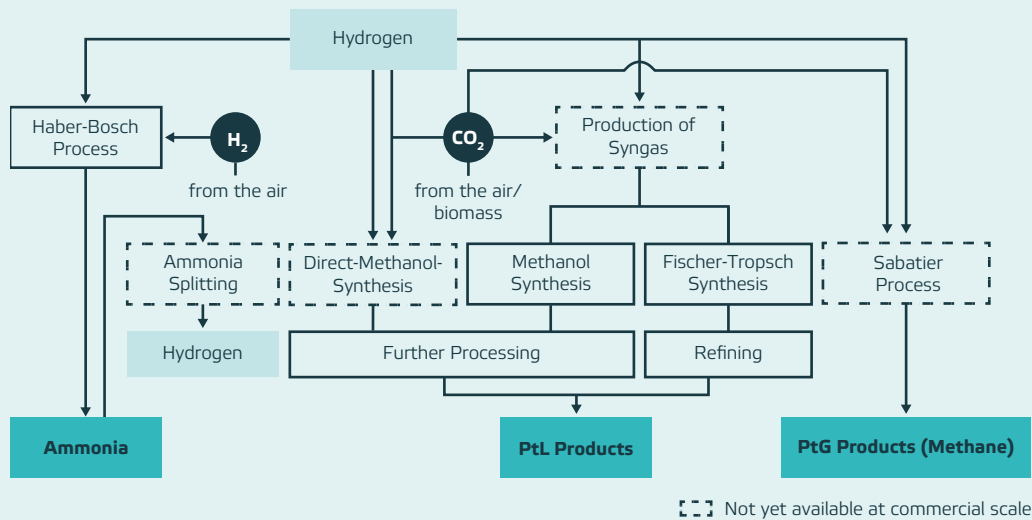 Hydrogen
Haber-Bosch
Process
H₂
from the air
CO₂
from the air/
biomass
Production of
Syngas
Ammonia
Splitting
Direct-Methanol-
Synthesis
Methanol
Synthesis
Fischer-Tropsch
Synthesis
Sabatier
Process
Hydrogen
Further Processing
Refining
Ammonia
PtL Products
PtG Products (Methane)
Not yet available at commercial scale